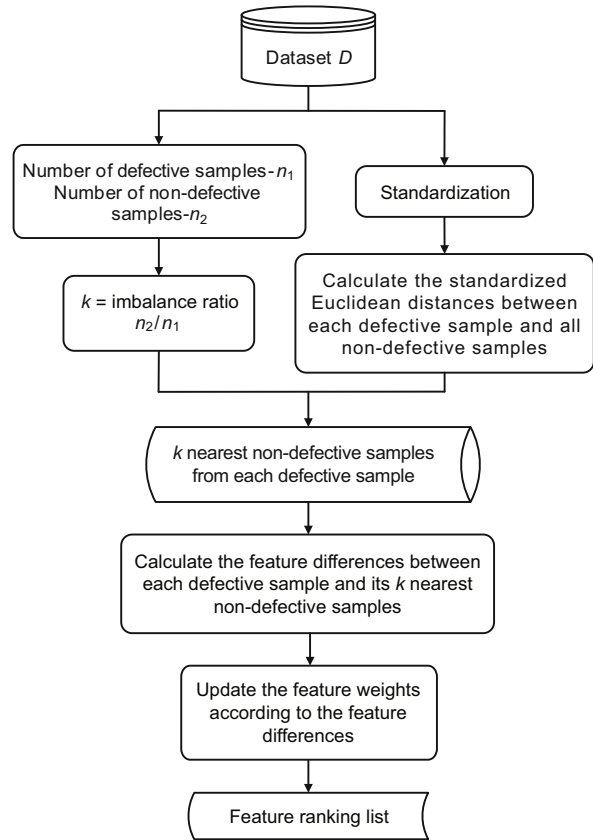 Dataset D
Number of defective samples-n₁
Number of non-defective
samples-n₂
Standardization
k = imbalance ratio
n₂/n₁
Calculate the standardized
Euclidean distances between
each defective sample and all
non-defective samples
k nearest non-defective samples
from each defective sample
Calculate the feature differences between
each defective sample and its k nearest
non-defective samples
Update the feature weights
according to the feature
differences
Feature ranking list